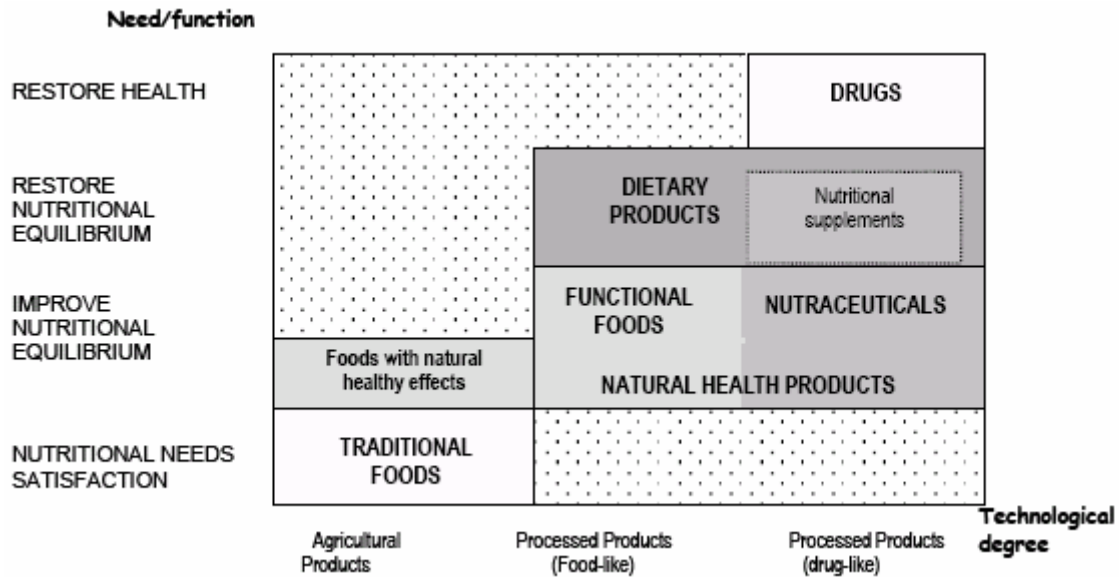 Need/function
RESTORE HEALTH
DRUGS
RESTORE
NUTRITIONAL
EQUILIBRIUM
DIETARY
PRODUCTS
Nutritional
supplements
IMPROVE
NUTRITIONAL
EQUILIBRIUM
FUNCTIONAL
FOODS
NUTRACEUTICALS
Foods with natural
healthy effects
NATURAL HEALTH PRODUCTS
NUTRITIONAL NEEDS
SATISFACTION
TRADITIONAL
FOODS
Technological
degree
Agricultural
Products
Processed Products
(Food-like)
Processed Products
(drug-like)